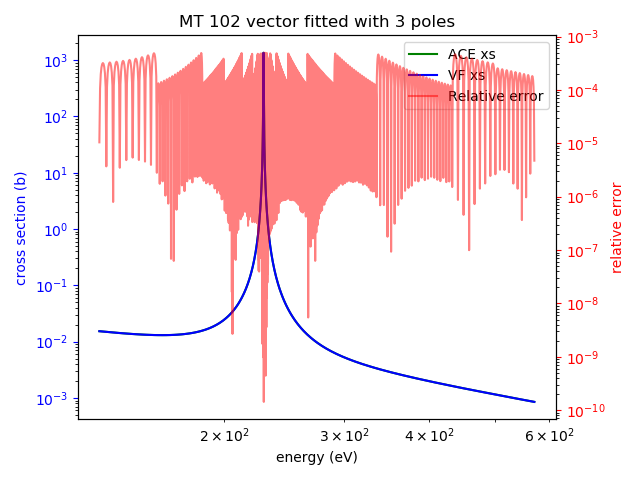 MT 102 vector fitted with 3 poles
ACE xs
VF xs
Relative error
cross section (b)
10³
10²
10¹
10⁰
10⁻¹
10⁻²
10⁻³
relative error
10⁻³
10⁻⁴
10⁻⁵
10⁻⁶
10⁻⁷
10⁻⁸
10⁻⁹
10⁻¹⁰
2 × 10² 3 × 10² 4 × 10² 6 × 10²
energy (eV)